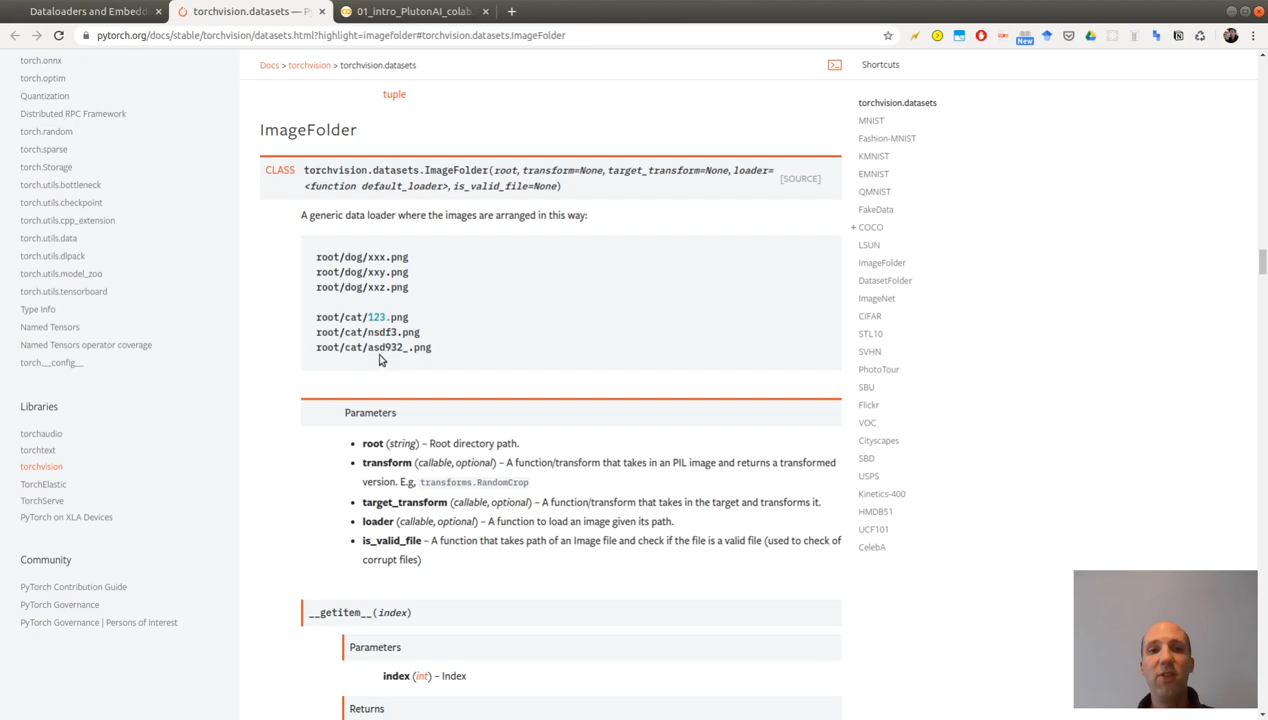 Dataloaders and Embedd
torchvision.datasets — P
01_intro_PlutonAI_colab
pytorch.org/docs/stable/torchvision/datasets.html?highlight=imagefolder#torchvision.datasets.ImageFolder
New
torch.onnx
torch.optim
Quantization
Distributed RPC Framework
torch.random
torch.sparse
torch.Storage
torch.utils.bottleneck
torch.utils.checkpoint
torch.utils.cpp_extension
torch.utils.data
torch.utils.dlpack
torch.utils.model_zoo
torch.utils.tensorboard
Type Info
Named Tensors
Named Tensors operator coverage
torch.__config__
Libraries
torchaudio
torchtext
torchvision
TorchElastic
TorchServe
PyTorch on XLA Devices
Community
PyTorch Contribution Guide
PyTorch Governance
PyTorch Governance | Persons of Interest
Docs > torchvision > torchvision.datasets
tuple
ImageFolder
CLASS torchvision.datasets.ImageFolder(root, transform=None, target_transform=None, loader=
<function default_loader>, is_valid_file=None)
[SOURCE]
A generic data loader where the images are arranged in this way:
root/dog/xxx.png
root/dog/xxy.png
root/dog/xxz.png
root/cat/123.png
root/cat/nsdf3.png
root/cat/asd932_.png
Parameters
• root (string) – Root directory path.
• transform (callable, optional) – A function/transform that takes in an PIL image and returns a transformed
version. E.g, transforms.RandomCrop
• target_transform (callable, optional) – A function/transform that takes in the target and transforms it.
• loader (callable, optional) – A function to load an image given its path.
• is_valid_file – A function that takes path of an Image file and check if the file is a valid file (used to check of
corrupt files)
__getitem__(index)
Parameters
index (int) – Index
Returns
Shortcuts
torchvision.datasets
MNIST
Fashion-MNIST
KMNIST
EMNIST
QMNIST
FakeData
+ COCO
LSUN
ImageFolder
DatasetFolder
ImageNet
CIFAR
STL10
SVHN
PhotoTour
SBU
Flickr
VOC
Cityscapes
SBD
USPS
Kinetics-400
HMDB51
UCF101
CelebA